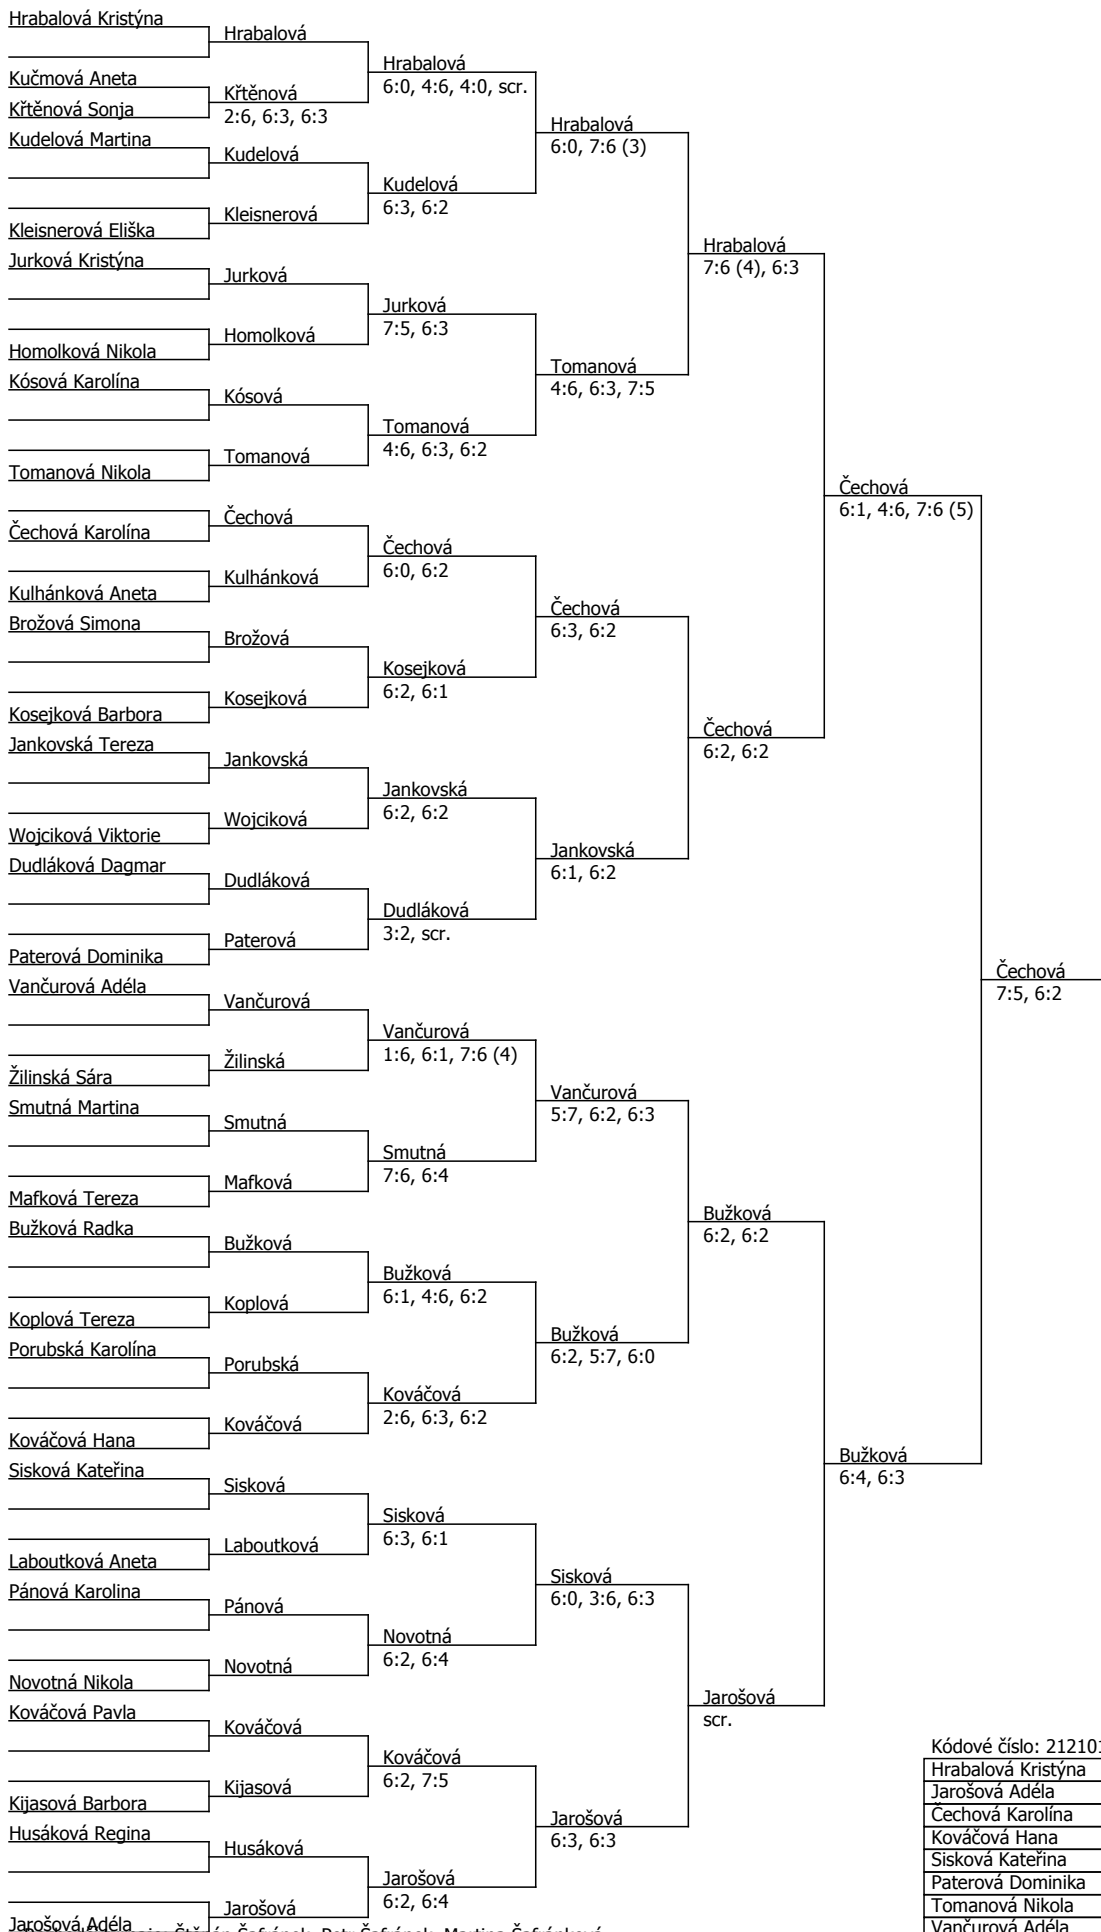 Hrabalová Kristýna
Kučmová Aneta
Křtěnová Sonja
Kudelová Martina
Kleisnerová Eliška
Jurková Kristýna
Homolková Nikola
Kósová Karolína
Tomanová Nikola
Čechová Karolína
Kulhánková Aneta
Brožová Simona
Kosejková Barbora
Jankovská Tereza
Wojciková Viktorie
Dudláková Dagmar
Paterová Dominika
Vančurová Adéla
Žilinská Sára
Smutná Martina
Mafková Tereza
Bužková Radka
Koplová Tereza
Porubská Karolína
Kováčová Hana
Sisková Kateřina
Laboutková Aneta
Pánová Karolina
Novotná Nikola
Kováčová Pavla
Kijasová Barbora
Husáková Regina
Jarošová Adéla
Hrabalová
Křtěnová
2:6, 6:3, 6:3
Kudelová
Kleisnerová
Jurková
Homolková
Kósová
Tomanová
Čechová
Kulhánková
Brožová
Kosejková
Jankovská
Wojciková
Dudláková
Paterová
Vančurová
Žilinská
Smutná
Mafková
Bužková
Koplová
Porubská
Kováčová
Sisková
Laboutková
Pánová
Novotná
Kováčová
Kijasová
Husáková
Jarošová
Hrabalová
6:0, 4:6, 4:0, scr.
Kudelová
6:3, 6:2
Jurková
7:5, 6:3
Tomanová
4:6, 6:3, 6:2
Čechová
6:0, 6:2
Kosejková
6:2, 6:1
Jankovská
6:2, 6:2
Dudláková
3:2, scr.
Vančurová
1:6, 6:1, 7:6 (4)
Smutná
7:6, 6:4
Bužková
6:1, 4:6, 6:2
Kováčová
2:6, 6:3, 6:2
Sisková
6:3, 6:1
Novotná
6:2, 6:4
Kováčová
6:2, 7:5
Jarošová
6:2, 6:4
Hrabalová
6:0, 7:6 (3)
Tomanová
4:6, 6:3, 7:5
Čechová
6:3, 6:2
Jankovská
6:1, 6:2
Vančurová
5:7, 6:2, 6:3
Bužková
6:2, 5:7, 6:0
Sisková
6:0, 3:6, 6:3
Jarošová
6:3, 6:3
Hrabalová
7:6 (4), 6:3
Čechová
6:2, 6:2
Bužková
6:2, 6:2
Jarošová
scr.
Čechová
6:1, 4:6, 7:6 (5)
Bužková
6:4, 6:3
Čechová
7:5, 6:2
Kódové číslo: 21210
Hrabalová Kristýna
Jarošová Adéla
Čechová Karolína
Kováčová Hana
Sisková Kateřina
Paterová Dominika
Tomanová Nikola
Vančurová Adéla
Štěpán Šafránek, Petr Šafránek, Martina Šafránková